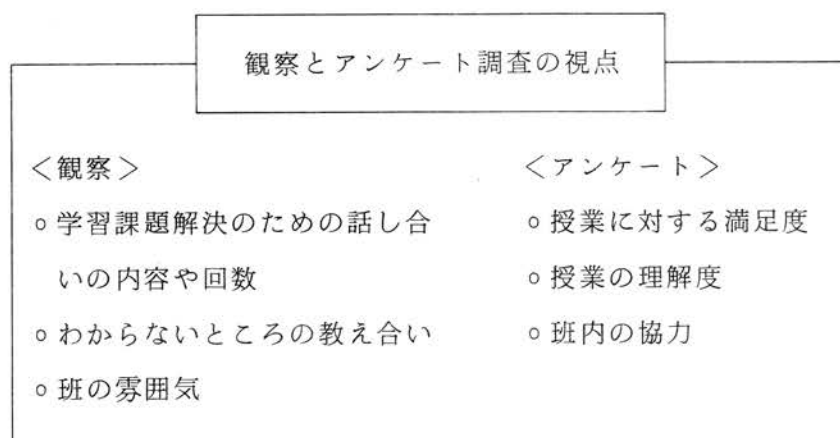 観察とアンケート調査の視点
＜観察＞
○学習課題解決のための話し合
いの内容や回数
○わからないところの教え合い
○班の雰囲気
＜アンケート＞
○授業に対する満足度
○授業の理解度
○班内の協力